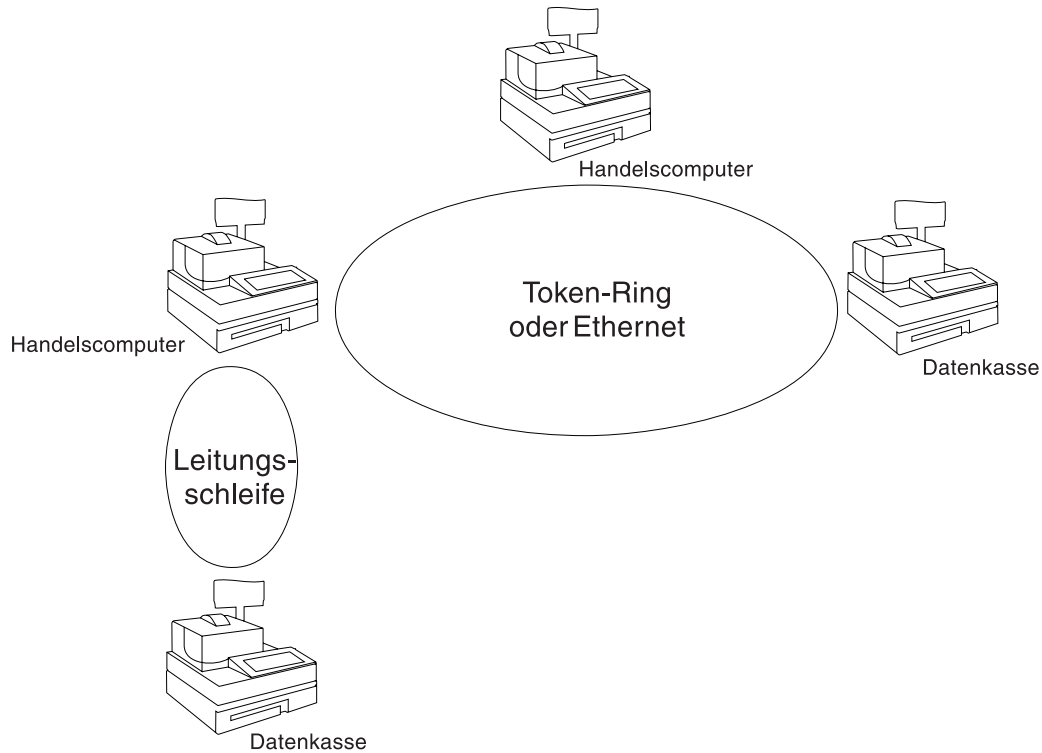 Handelscomputer
Token-Ring
oder Ethernet
Handelscomputer
Datenkasse
Leitungs-
schleife
Datenkasse